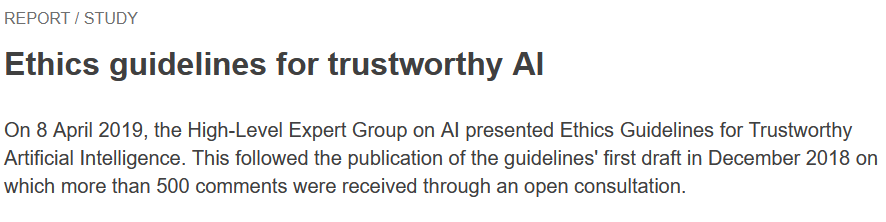 REPORT / STUDY
Ethics guidelines for trustworthy AI
On 8 April 2019, the High-Level Expert Group on AI presented Ethics Guidelines for Trustworthy
Artificial Intelligence. This followed the publication of the guidelines' first draft in December 2018 on
which more than 500 comments were received through an open consultation.